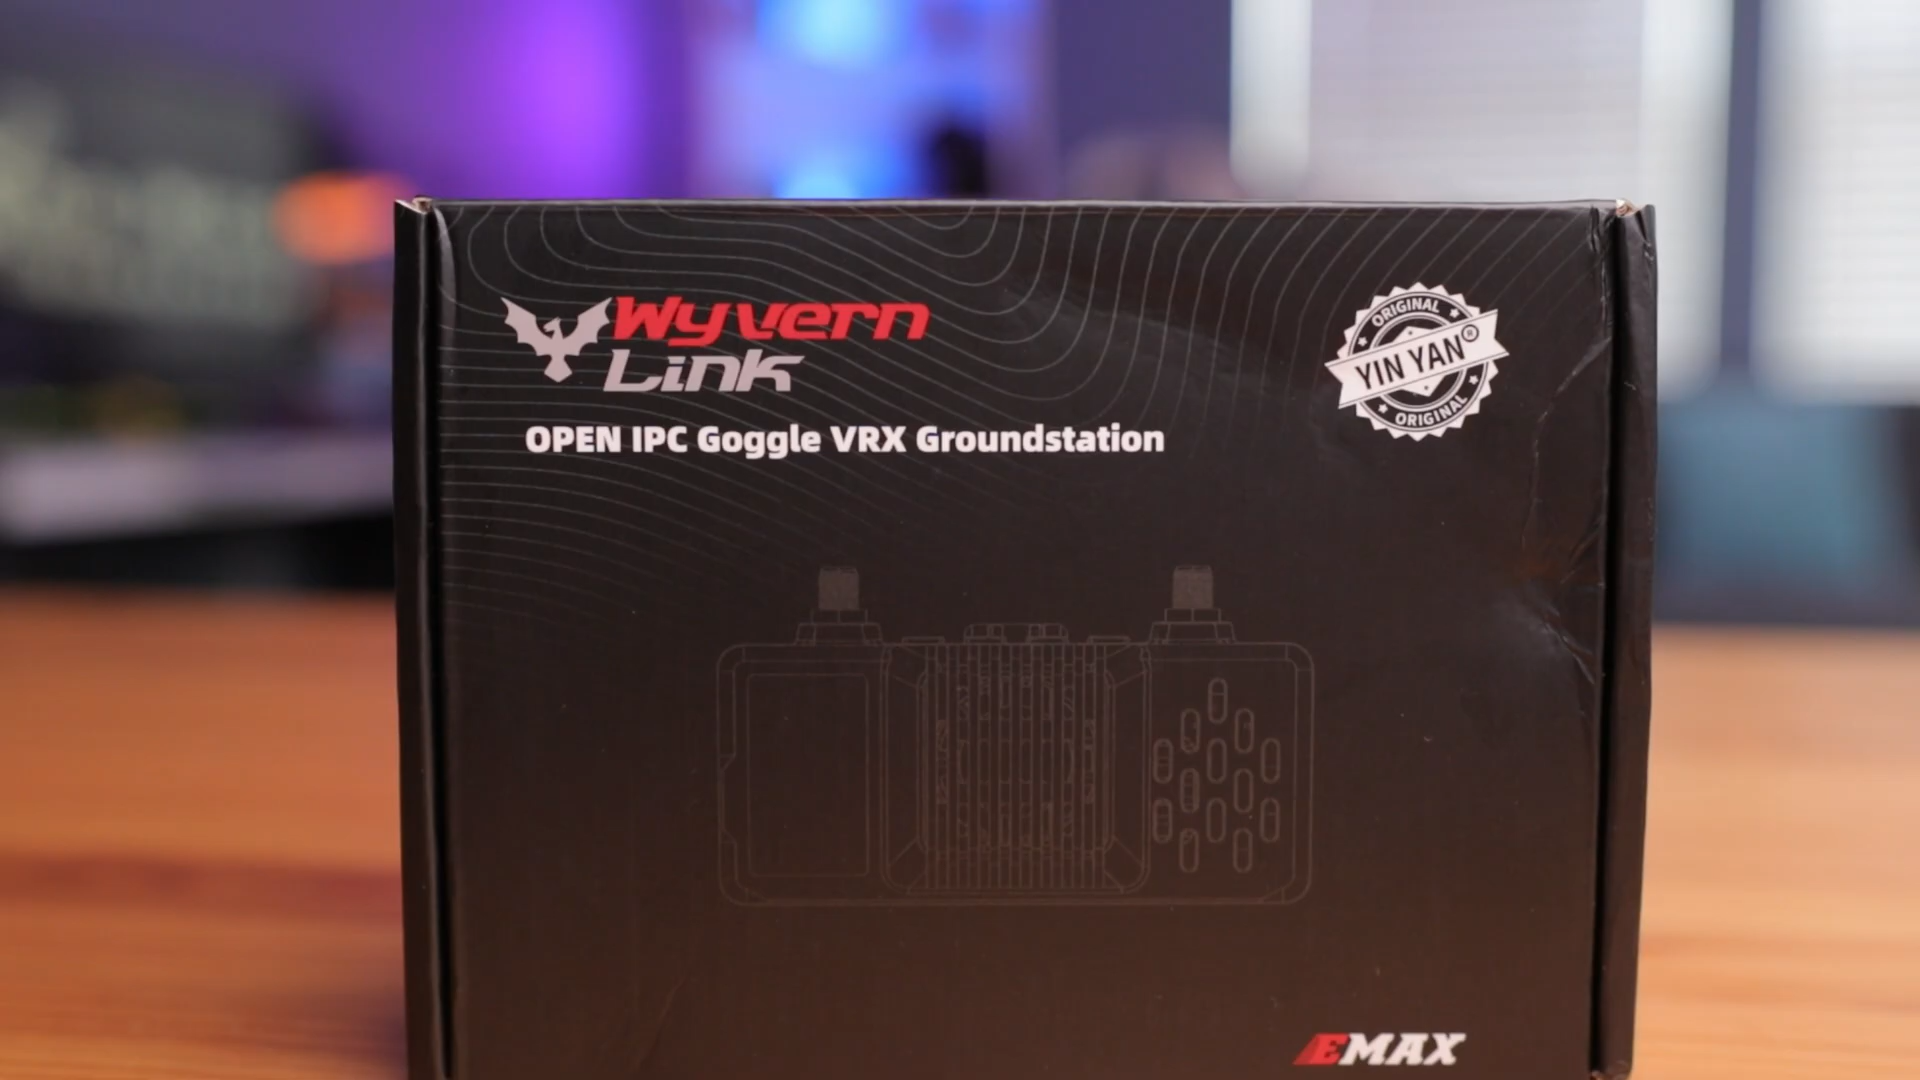 Wyvern
Link
OPEN IPC Goggle VRX Groundstation
ORIGINAL
YIN YAN®
ORIGINAL
EMAX